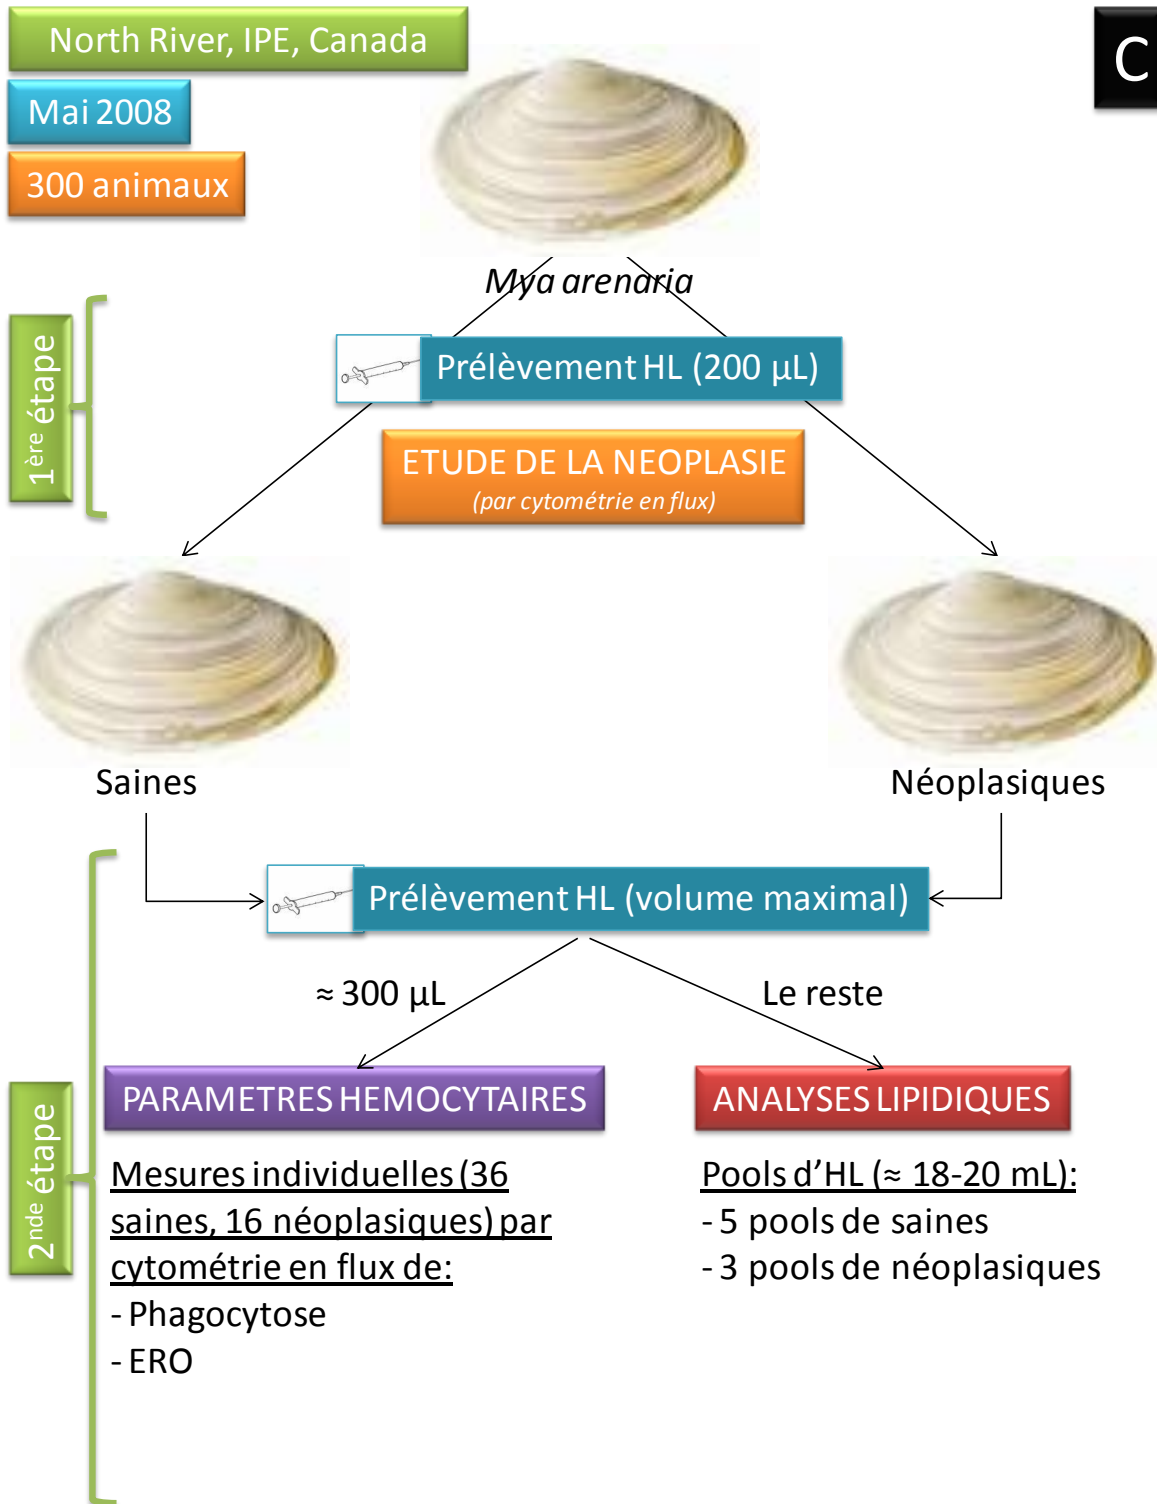 North River, IPE, Canada
C
Mai 2008
300 animaux
Mya arenaria
1ère étape
Prélèvement HL (200 µL)
ETUDE DE LA NEOPLASIE
(par cytométrie en flux)
Saines
Néoplasiques
2nde étape
Prélèvement HL (volume maximal)
≈ 300 µL
Le reste
PARAMETRES HEMOCYTAIRES
Mesures individuelles (36
saines, 16 néoplasiques) par
cytométrie en flux de:
- Phagocytose
- ERO
ANALYSES LIPIDIQUES
Pools d’HL (≈ 18-20 mL):
- 5 pools de saines
- 3 pools de néoplasiques